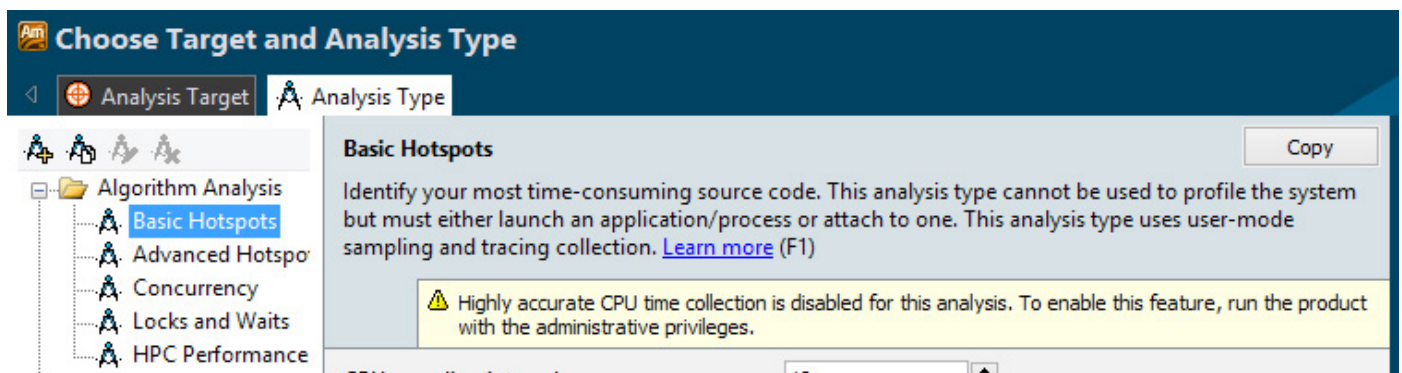 Choose Target and Analysis Type
Analysis Target
Analysis Type
Algorithm Analysis
Basic Hotspots
Advanced Hotspo
Concurrency
Locks and Waits
HPC Performance
Basic Hotspots
Copy
Identify your most time-consuming source code. This analysis type cannot be used to profile the system
but must either launch an application/process or attach to one. This analysis type uses user-mode
sampling and tracing collection. Learn more (F1)
Highly accurate CPU time collection is disabled for this analysis. To enable this feature, run the product
with the administrative privileges.